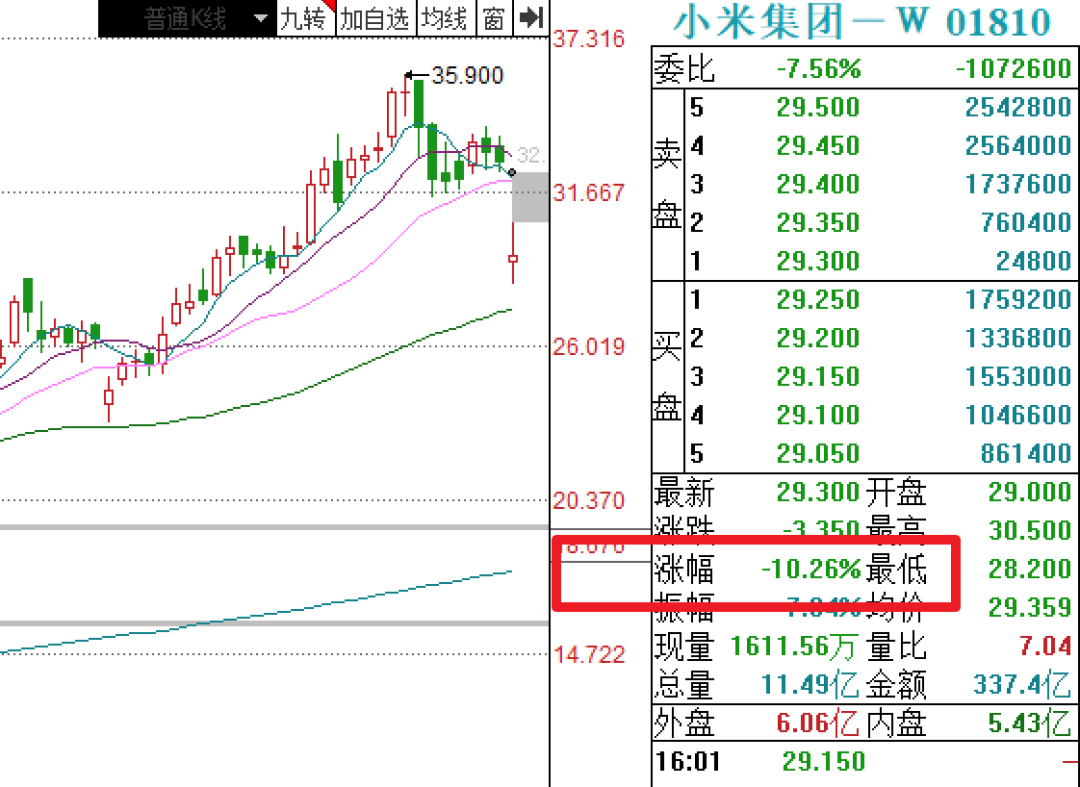 普通K线 九转 加自选 均线 窗
小米集团－W 01810
37.316
35.900
32.
31.667
26.019
20.370
14.722
委比 -7.56% -1072600
卖盘
5 29.500 2542800
4 29.450 2564000
3 29.400 1737600
2 29.350 760400
1 29.300 24800
买盘
1 29.250 1759200
2 29.200 1336800
3 29.150 1553000
4 29.100 1046600
5 29.050 861400
最新 29.300 开盘 29.000
涨跌 -3.350 最高 30.500
涨幅 -10.26% 最低 28.200
振幅 均价 29.359
现量 1611.56万 量比 7.04
总量 11.49亿 金额 337.4亿
外盘 6.06亿 内盘 5.43亿
16:01 29.150